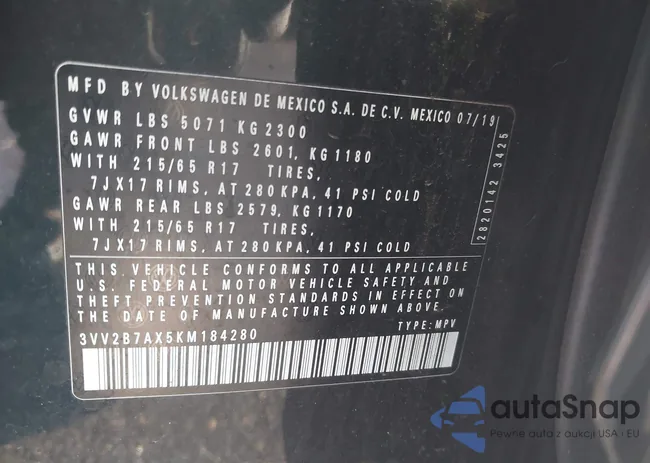 MFD BY VOLKSWAGEN DE MEXICO S.A. DE C.V. MEXICO 07/19
GVWR LBS 5071 KG 2300
GAWR FRONT LBS 2601, KG 1180
WITH 215/65 R17 TIRES,
7JX17 RIMS, AT 280 KPA, 41 PSI COLD
GAWR REAR LBS 2579, KG 1170
WITH 215/65 R17 TIRES,
7JX17 RIMS, AT 280 KPA, 41 PSI COLD
2820142 3425
THIS VEHICLE CONFORMS TO ALL APPLICABLE
U.S. FEDERAL MOTOR VEHICLE SAFETY AND
THEFT PREVENTION STANDARDS IN EFFECT ON
THE DATE OF MANUFACTURE SHOWN ABOVE.
3VV2B7AX5KM184280 TYPE: MPV
autaSnap
Pewne auta z aukcji USA i EU